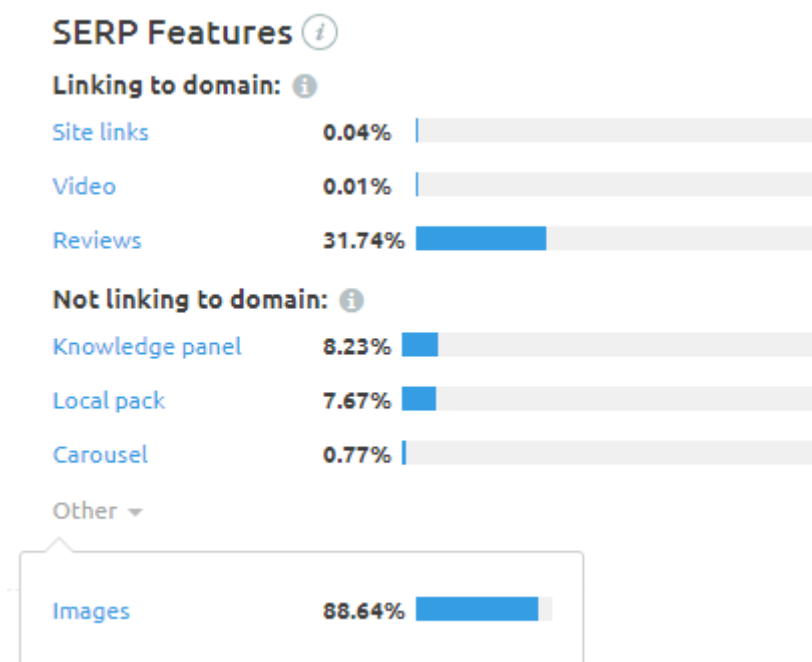 SERP Features
Linking to domain:
Site links 0.04%
Video 0.01%
Reviews 31.74%
Not linking to domain:
Knowledge panel 8.23%
Local pack 7.67%
Carousel 0.77%
Other
Images 88.64%